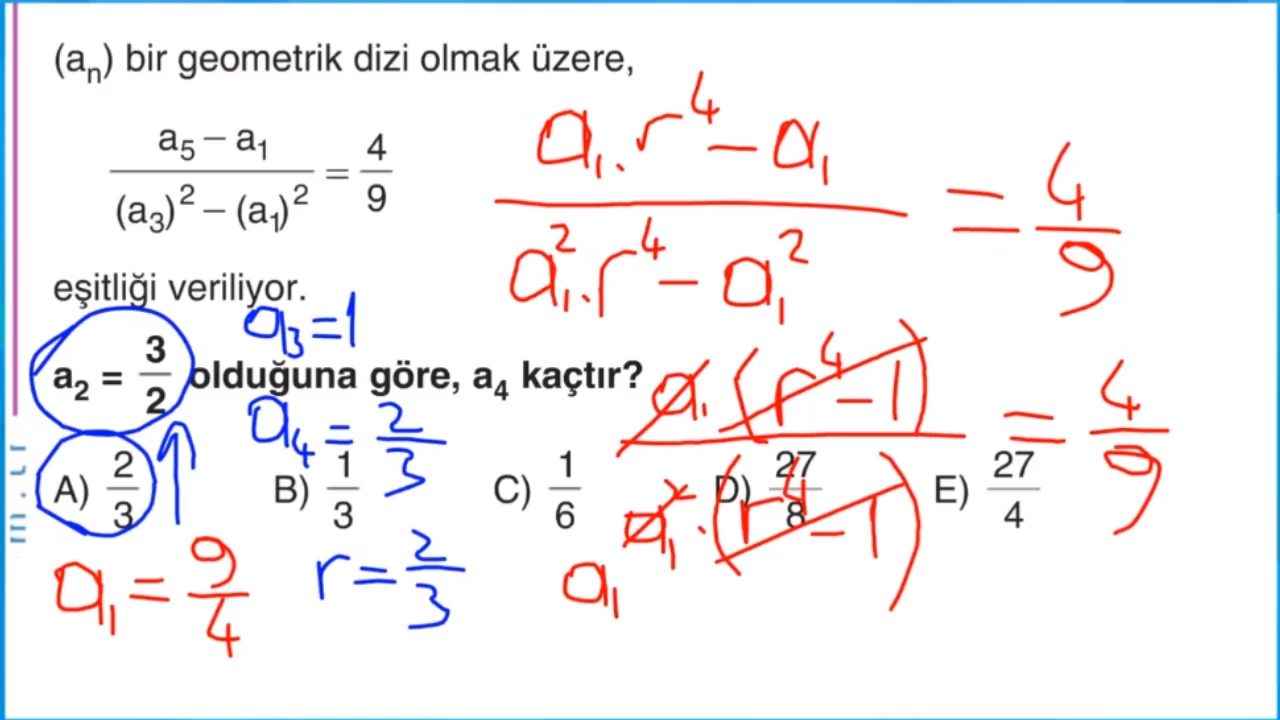 (aₙ) bir geometrik dizi olmak üzere,
a₅ − a₁ / (a₃)² − (a₁)² = 4/9
a₁.r⁴ − a₁ / a₁².r⁴ − a₁² = 4/9
eşitliği veriliyor.
a₃ = 1
a₂ = 3/2 olduğuna göre, a₄ kaçtır?
a₁(r⁴ − 1) / a₁².(r⁴ − 1) = 4/9
a₄ = 2/3
A) 2/3 B) 1/3 C) 1/6 D) 27/8 E) 27/4
a₁ = 9/4 r = 2/3 a₁